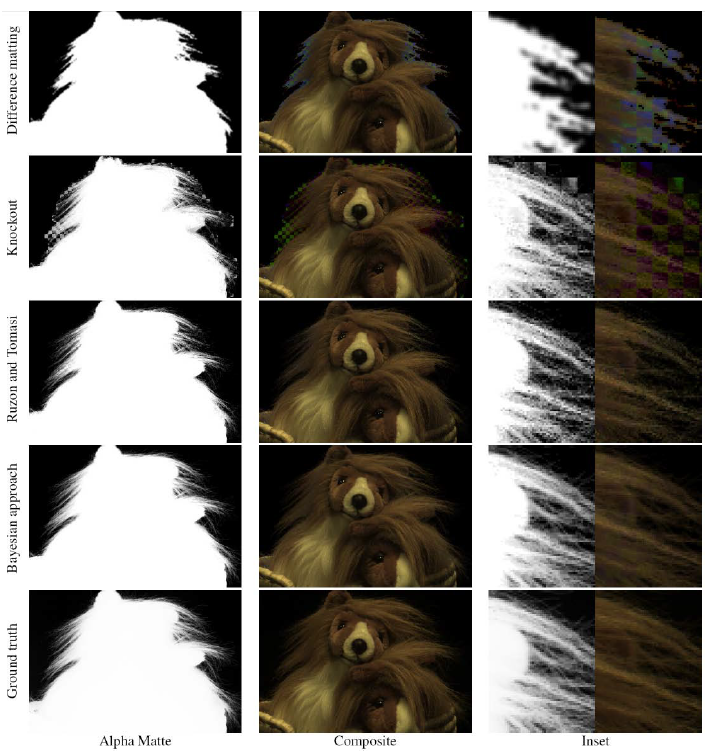 Difference matting
Knockout
Ruzon and Tomasi
Bayesian approach
Ground truth
Alpha Matte
Composite
Inset